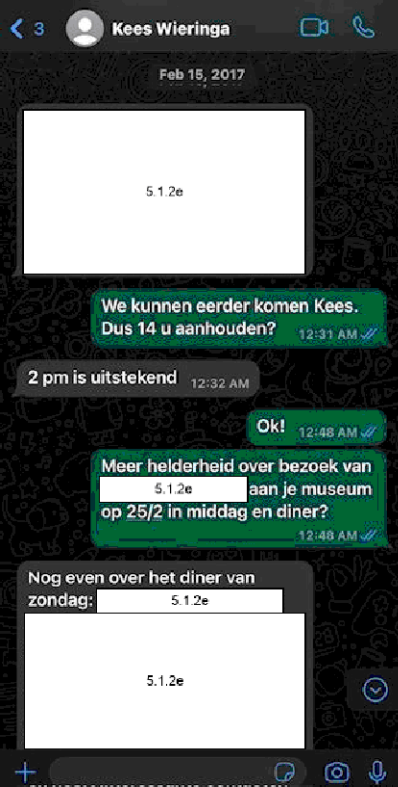 3 Kees Wieringa
Feb 15, 2017
5.1.2e
We kunnen eerder komen Kees.
Dus 14 u aanhouden? 12:31 AM
2 pm is uitstekend 12:32 AM
Ok! 12:48 AM
Meer helderheid over bezoek van
5.1.2e aan je museum
op 25/2 in middag en diner?
12:48 AM
Nog even over het diner van
zondag: 5.1.2e
5.1.2e